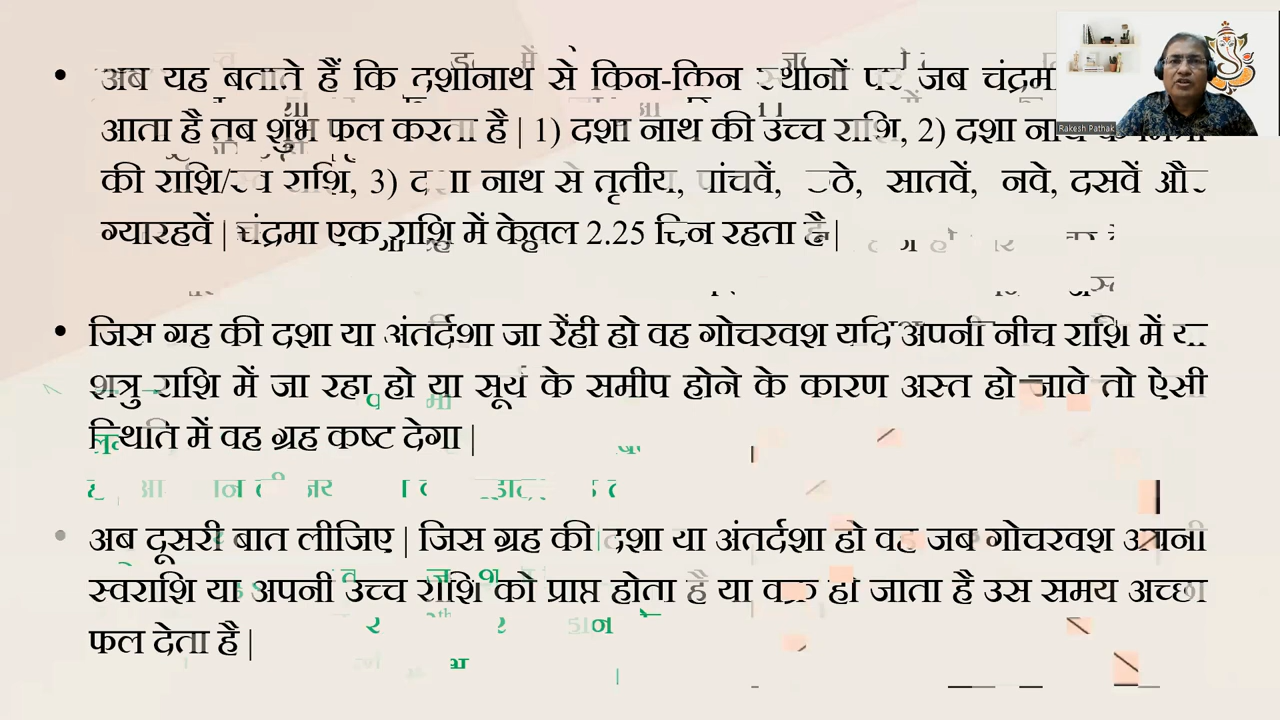 • अब यह बताते हैं कि दशानाथ से किन-किन स्थानों पर जब चंद्रमा
आता है तब शुभ फल करता है | 1) दशा नाथ की उच्च राशि, 2) दशा नाथ के मित्रों
की राशि/स्व राशि, 3) दशा नाथ से तृतीय, पांचवें, छठे, सातवें, नवे, दसवें और
ग्यारहवें | चंद्रमा एक राशि में केवल 2.25 दिन रहता है |
• जिस ग्रह की दशा या अंतर्दशा जा रही हो वह गोचरवश यदि अपनी नीच राशि में या
शत्रु राशि में जा रहा हो या सूर्य के समीप होने के कारण अस्त हो जावे तो ऐसी
स्थिति में वह ग्रह कष्ट देगा |
• अब दूसरी बात लीजिए | जिस ग्रह की दशा या अंतर्दशा हो वह जब गोचरवश अपनी
स्वराशि या अपनी उच्च राशि को प्राप्त होता है या वक्र हो जाता है उस समय अच्छा
फल देता है |
Rakesh Pathak